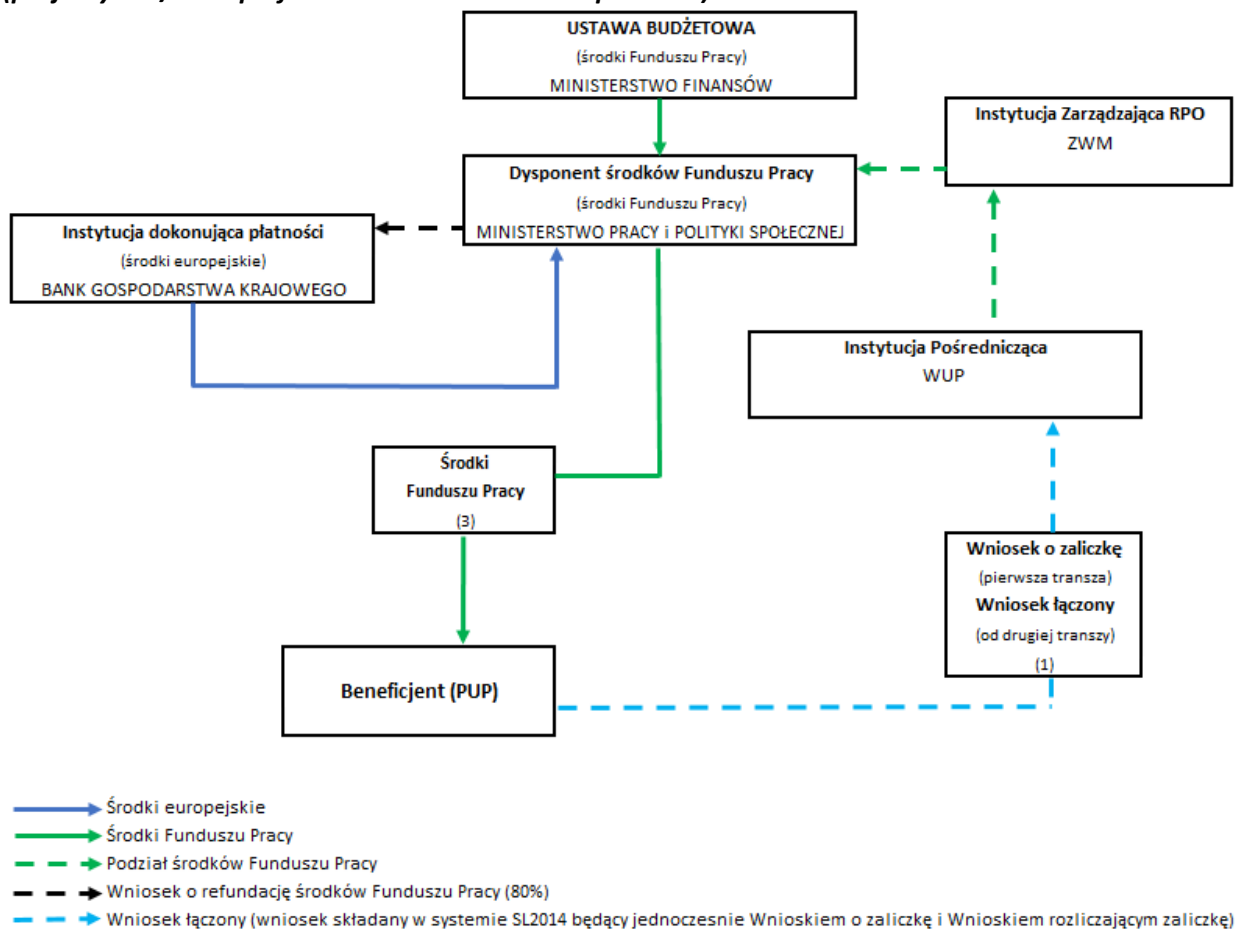 USTAWA BUDŻETOWA
(środki Funduszu Pracy)
MINISTERSTWO FINANSÓW
Instytucja Zarządzająca RPO
ZWM
Dysponent środków Funduszu Pracy
(środki Funduszu Pracy)
MINISTERSTWO PRACY i POLITYKI SPOŁECZNEJ
Instytucja dokonująca płatności
(środki europejskie)
BANK GOSPODARSTWA KRAJOWEGO
Instytucja Pośrednicząca
WUP
Środki
Funduszu Pracy
(3)
Wniosek o zaliczkę
(pierwsza transza)
Wniosek łączony
(od drugiej transzy)
(1)
Beneficjent (PUP)
Środki europejskie
Środki Funduszu Pracy
Podział środków Funduszu Pracy
Wniosek o refundację środków Funduszu Pracy (80%)
Wniosek łączony (wniosek składany w systemie SL2014 będący jednoczesnie Wnioskiem o zaliczkę i Wnioskiem rozliczającym zaliczkę)